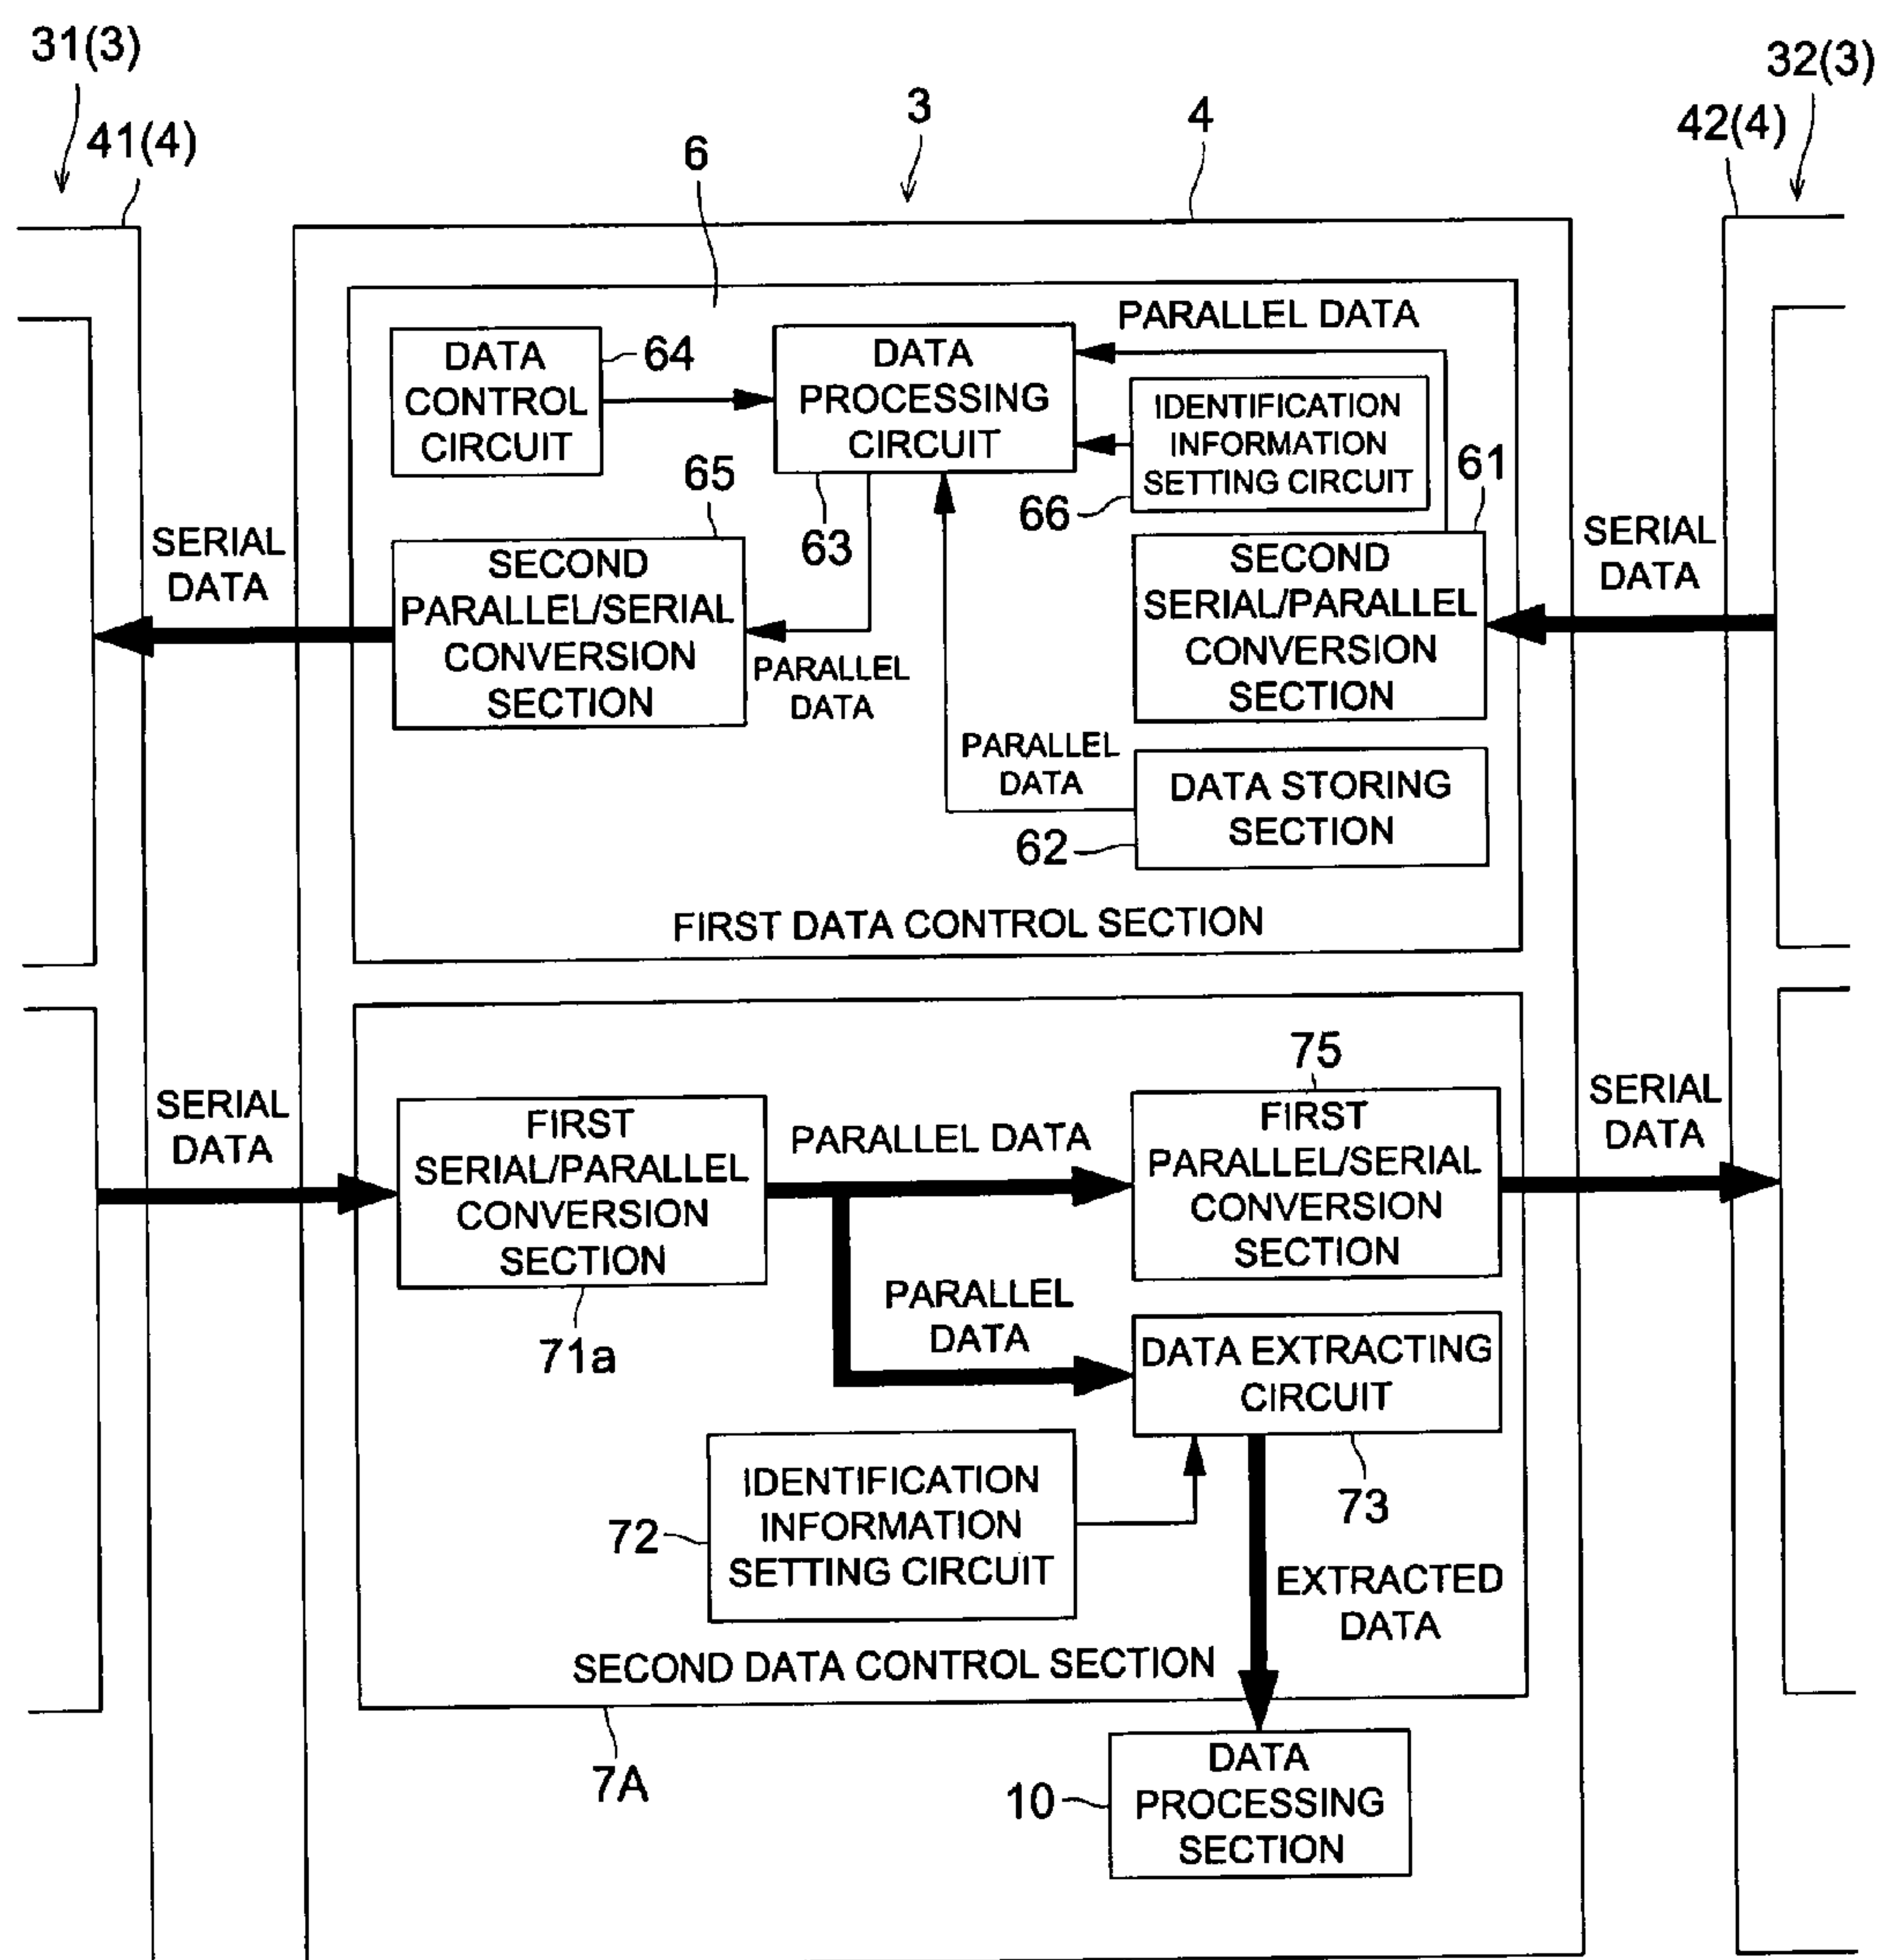 31(3)
41(4)
6
3
4
32(3)
42(4)
DATA
CONTROL
CIRCUIT
64
DATA
PROCESSING
CIRCUIT
63
PARALLEL DATA
IDENTIFICATION
INFORMATION
SETTING CIRCUIT
66
61
65
SERIAL
DATA
SECOND
PARALLEL/SERIAL
CONVERSION
SECTION
PARALLEL
DATA
SECOND
SERIAL/PARALLEL
CONVERSION
SECTION
SERIAL
DATA
PARALLEL
DATA
DATA STORING
SECTION
62
FIRST DATA CONTROL SECTION
SERIAL
DATA
FIRST
SERIAL/PARALLEL
CONVERSION
SECTION
71a
PARALLEL DATA
75
FIRST
PARALLEL/SERIAL
CONVERSION
SECTION
SERIAL
DATA
PARALLEL
DATA
DATA EXTRACTING
CIRCUIT
73
72
IDENTIFICATION
INFORMATION
SETTING CIRCUIT
EXTRACTED
DATA
SECOND DATA CONTROL SECTION
7A
10
DATA
PROCESSING
SECTION